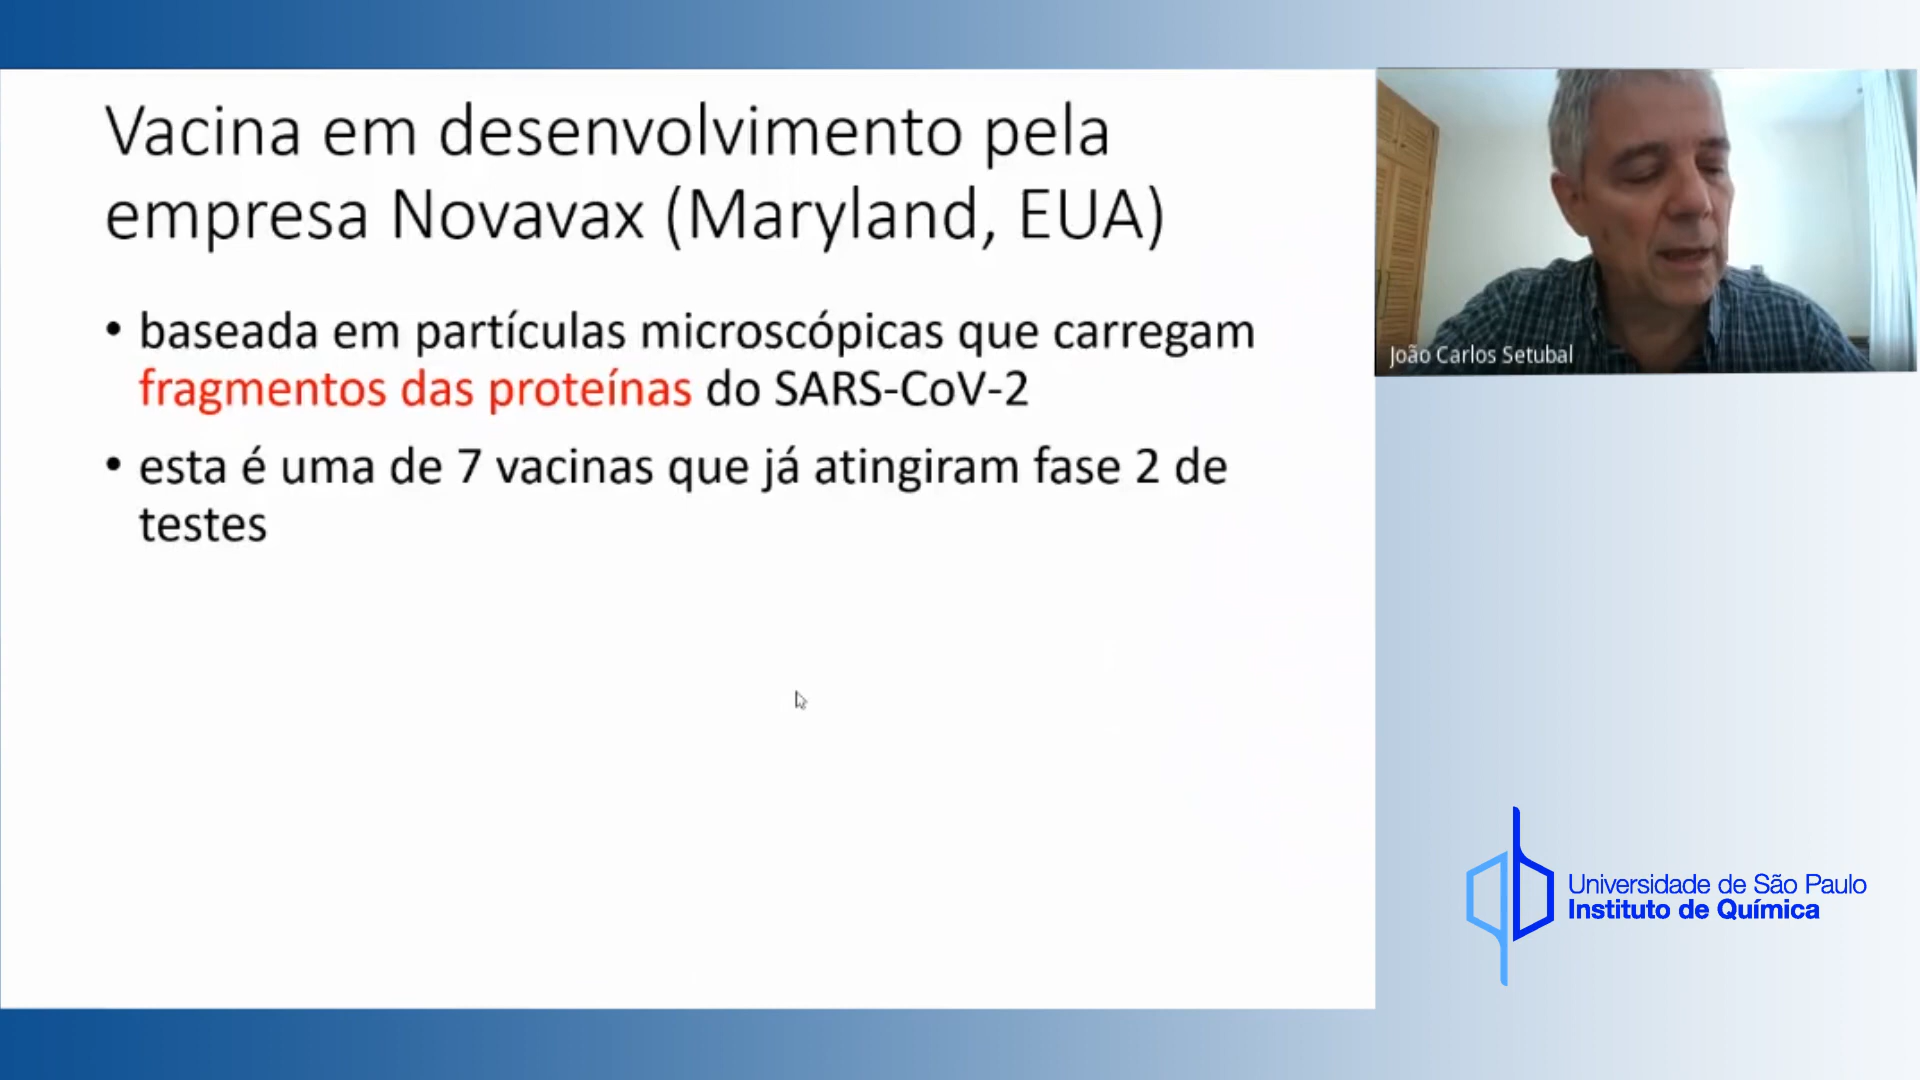 Vacina em desenvolvimento pela
empresa Novavax (Maryland, EUA)
• baseada em partículas microscópicas que carregam
fragmentos das proteínas do SARS-CoV-2
• esta é uma de 7 vacinas que já atingiram fase 2 de
testes
João Carlos Setubal
Universidade de São Paulo
Instituto de Química